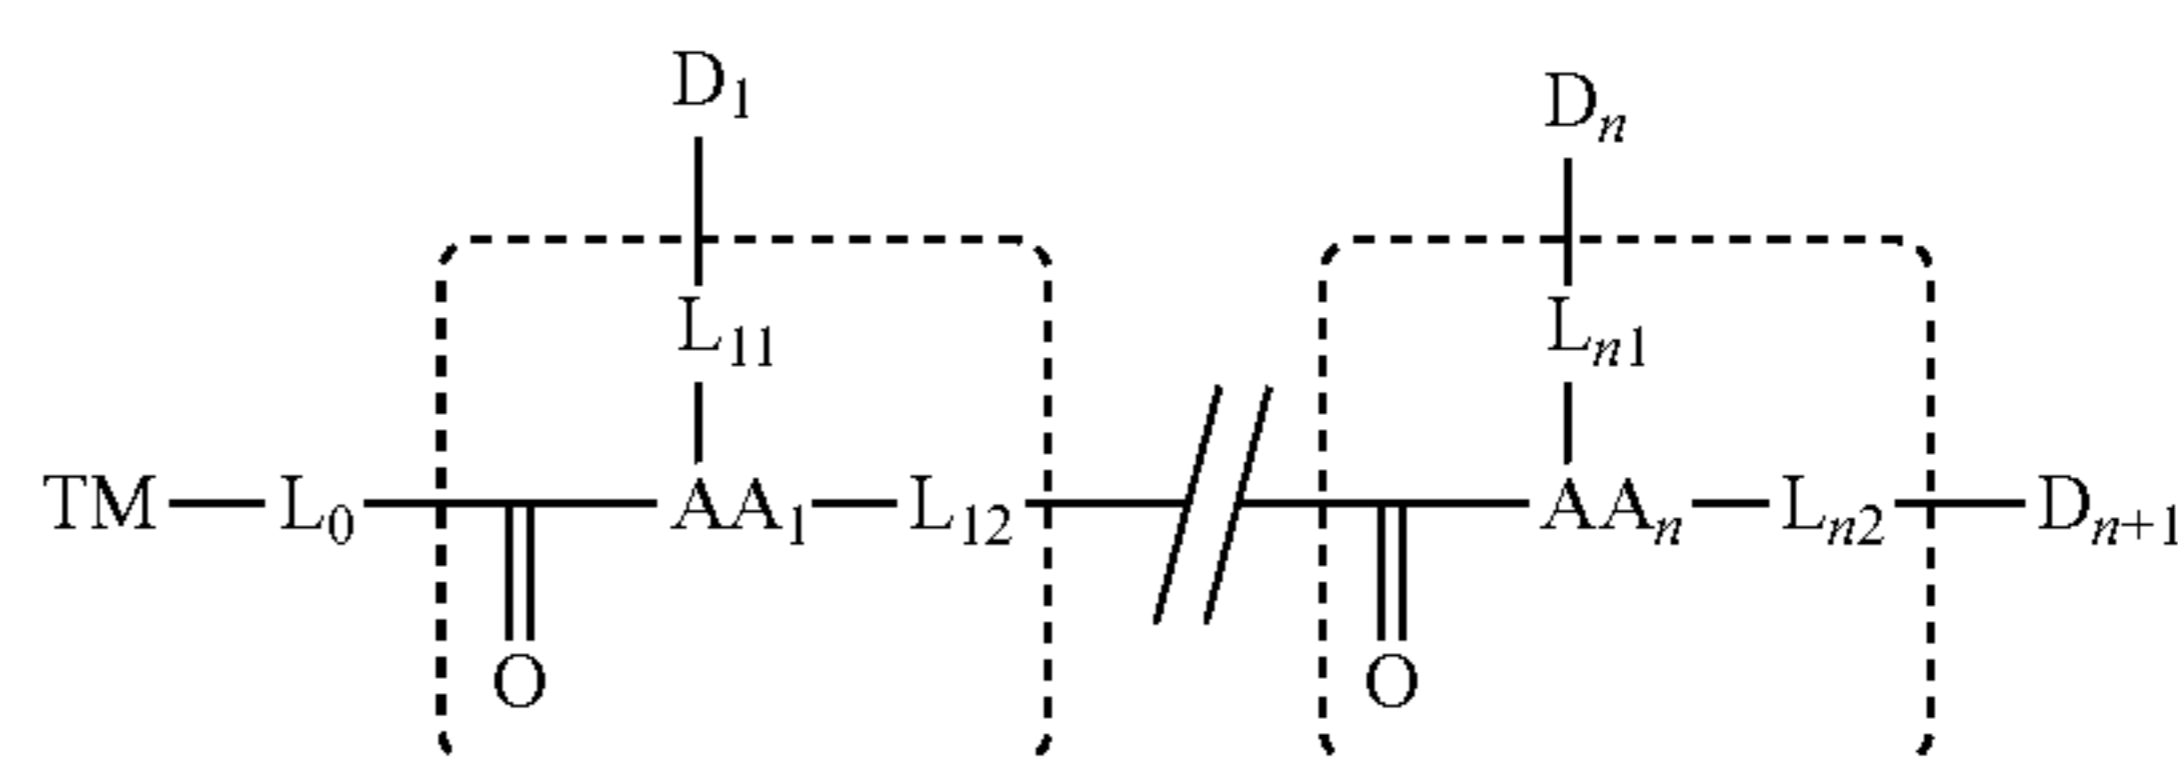 D₁ Dₙ
L₁₁ Lₙ₁
TM L₀ AA₁ L₁₂ AAₙ Lₙ₂ Dₙ₊₁
O O